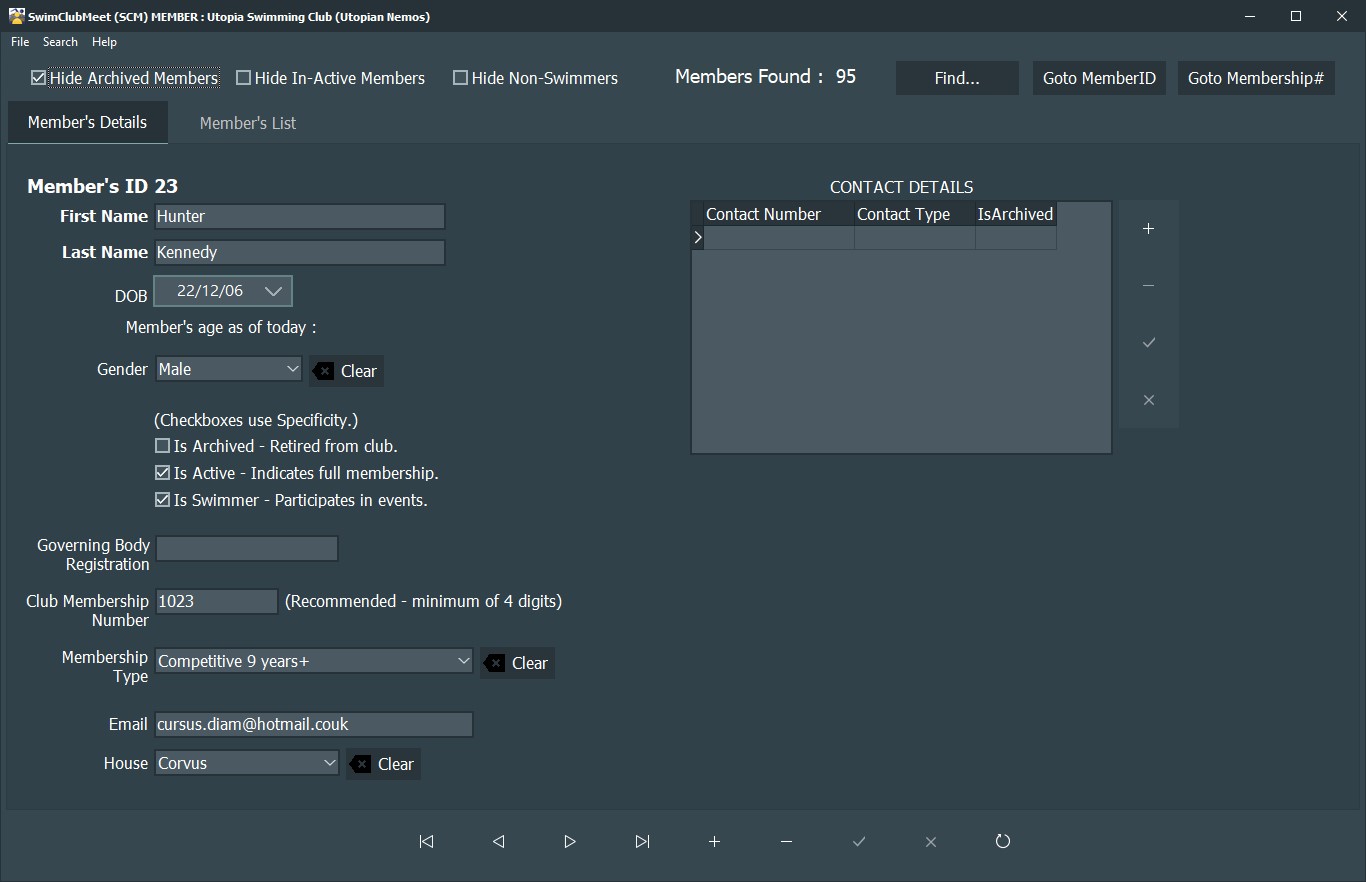 SwimClubMeet (SCM) MEMBER : Utopia Swimming Club (Utopian Nemos)
File Search Help
Hide Archived Members Hide In-Active Members Hide Non-Swimmers Members Found : 95 Find... Goto MemberID Goto Membership#
Member's Details Member's List
Member's ID 23
First Name Hunter
Last Name Kennedy
DOB 22/12/06
Member's age as of today :
Gender Male Clear
(Checkboxes use Specificity.)
Is Archived - Retired from club.
Is Active - Indicates full membership.
Is Swimmer - Participates in events.
Governing Body
Registration
Club Membership 1023 (Recommended - minimum of 4 digits)
Number
Membership Competitive 9 years+ Clear
Type
Email cursus.diam@hotmail.couk
House Corvus Clear
CONTACT DETAILS
Contact Number Contact Type IsArchived